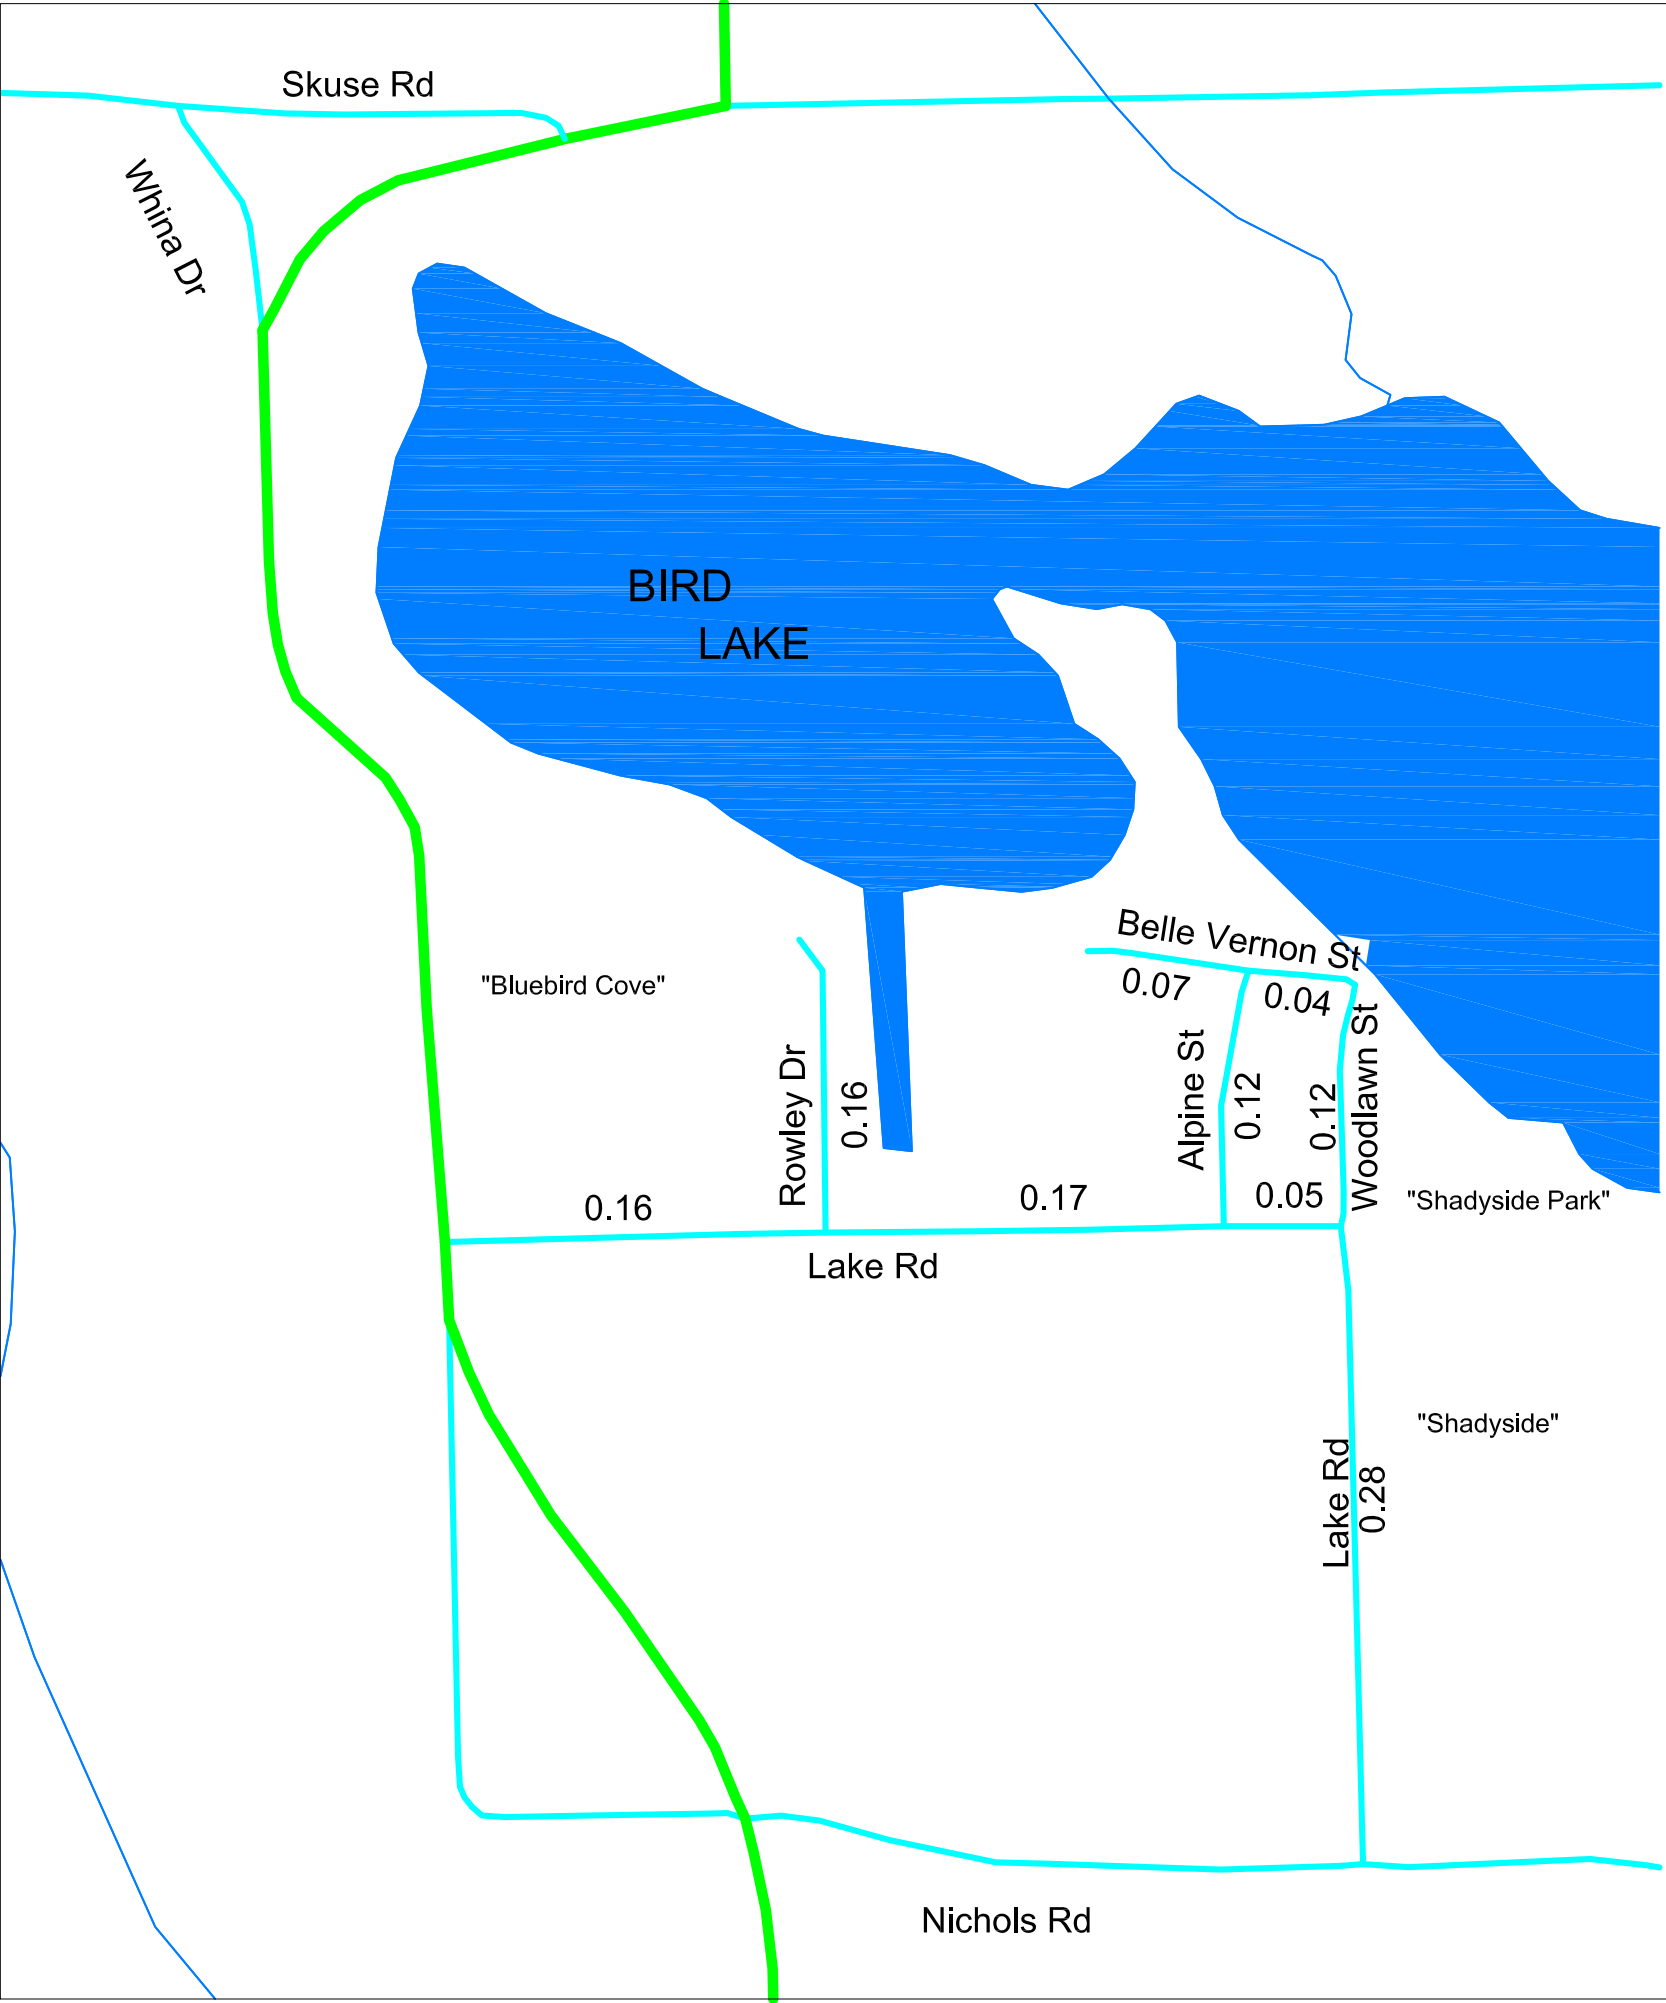 Skuse Rd
Whina Dr
BIRD
LAKE
Belle Vernon St
"Bluebird Cove"
0.07
0.04
Rowley Dr
0.16
Alpine St
0.12
0.12
Woodlawn St
0.16
0.17
0.05
"Shadyside Park"
Lake Rd
"Shadyside"
Lake Rd
0.28
Nichols Rd